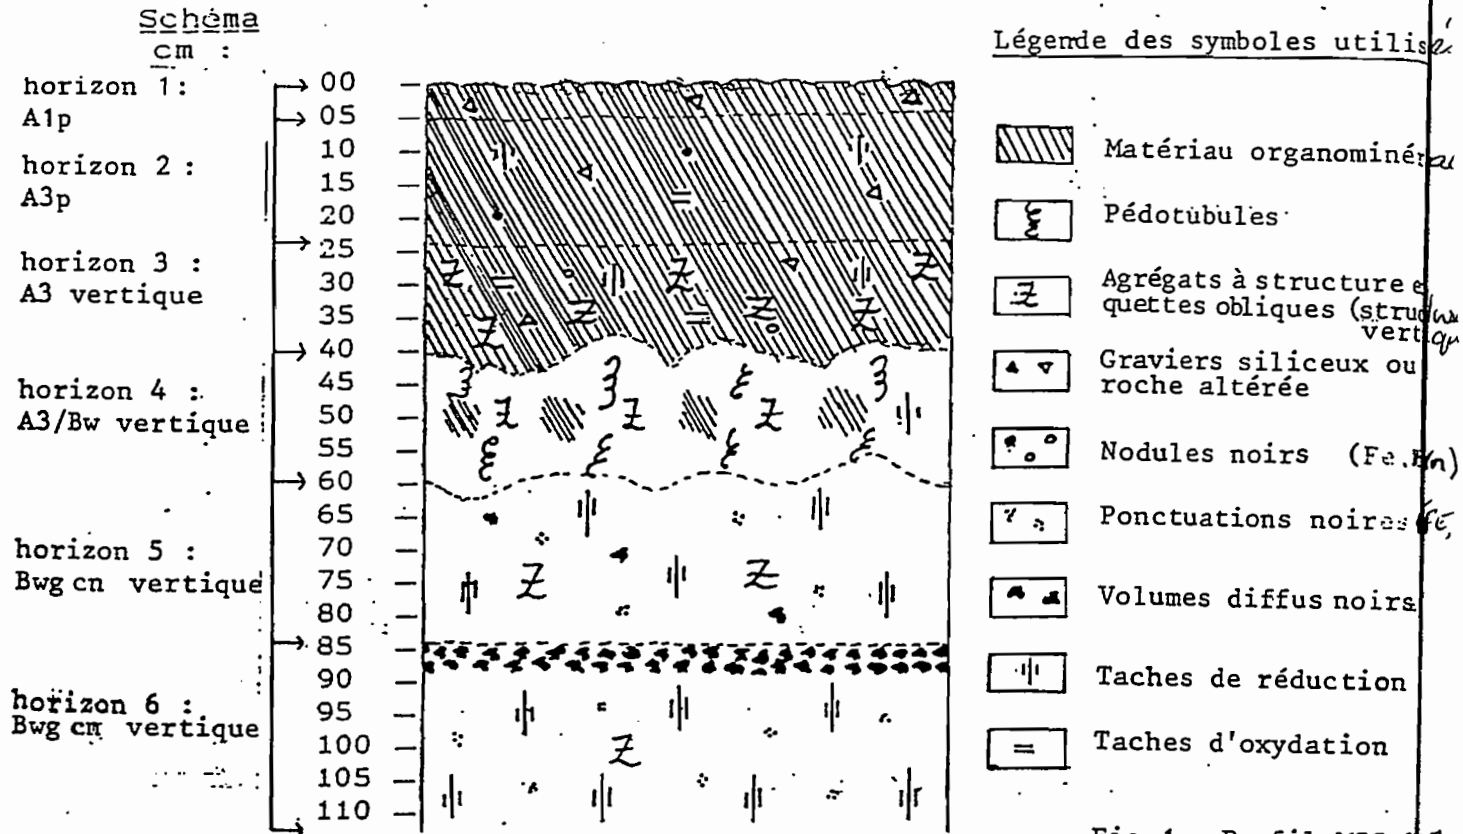 Schéma
cm :
horizon 1:
A1p
horizon 2 :
A3p
horizon 3 :
A3 vertique
horizon 4 :
A3/Bw vertique
horizon 5 :
Bwg cn vertique
horizon 6 :
Bwg cn vertique
00
05
10
15
20
25
30
35
40
45
50
55
60
65
70
75
80
85
90
95
100
105
110
Légende des symboles utilisé
Matériau organominéral
Pédotubules
Agrégats à structure e
quettes obliques (structure
vertiqu
Graviers siliceux ou
roche altérée
Nodules noirs (Fe.Mn)
Ponctuations noires
Volumes diffus noirs
Taches de réduction
Taches d'oxydation